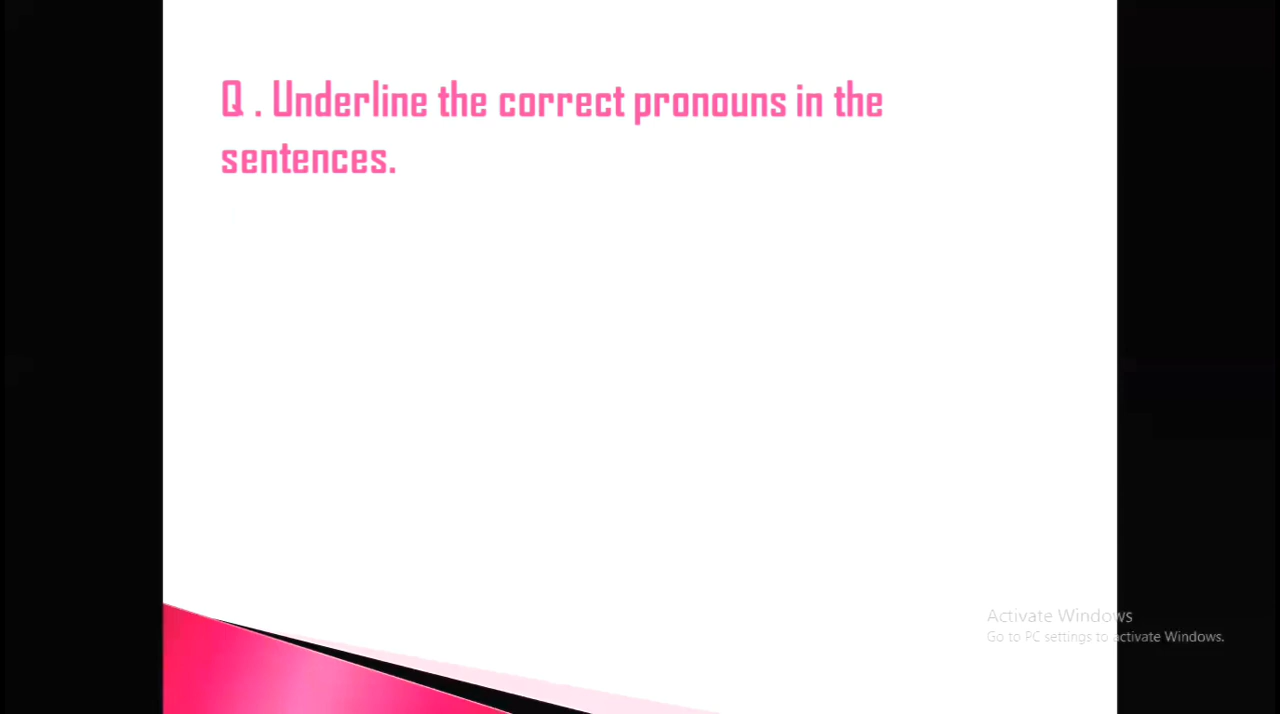 Q . Underline the correct pronouns in the
sentences.
Activate Windows
Go to PC settings to activate Windows.